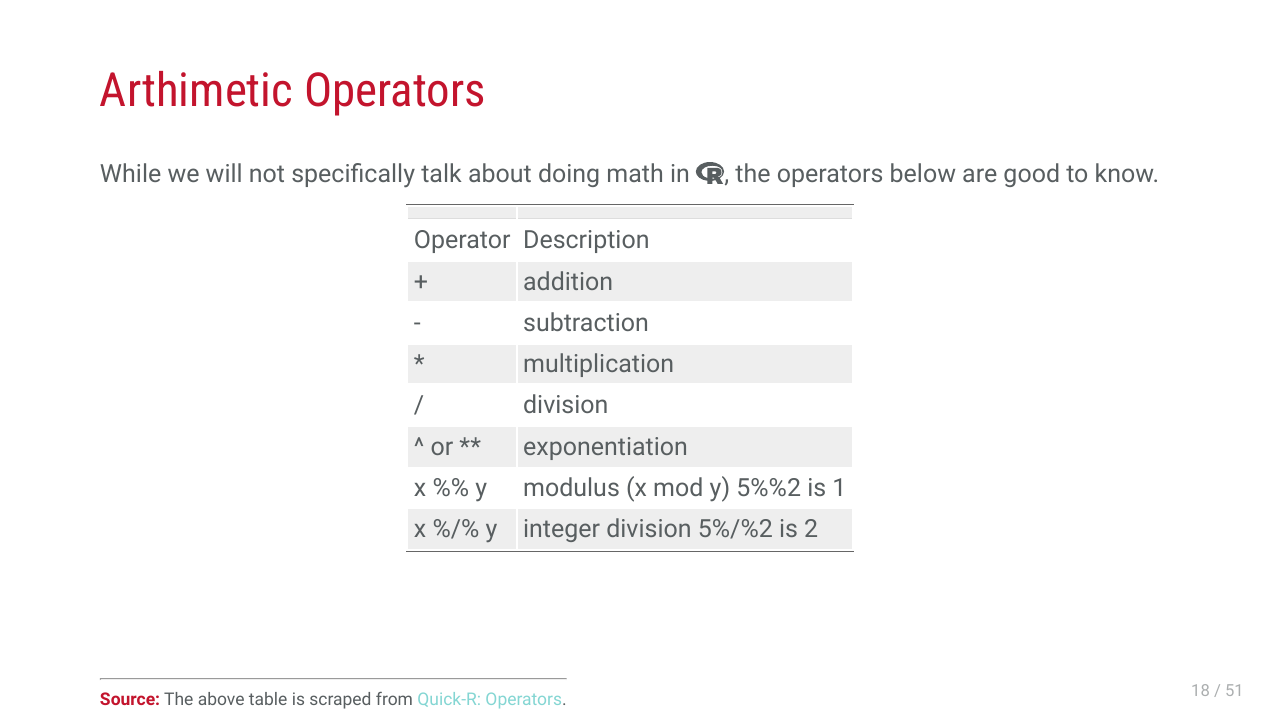 Arthimetic Operators
While we will not specifically talk about doing math in R, the operators below are good to know.
Operator Description
+ addition
- subtraction
* multiplication
/ division
^ or ** exponentiation
x %% y modulus (x mod y) 5%%2 is 1
x %/% y integer division 5%/%2 is 2
Source: The above table is scraped from Quick-R: Operators.
18 / 51